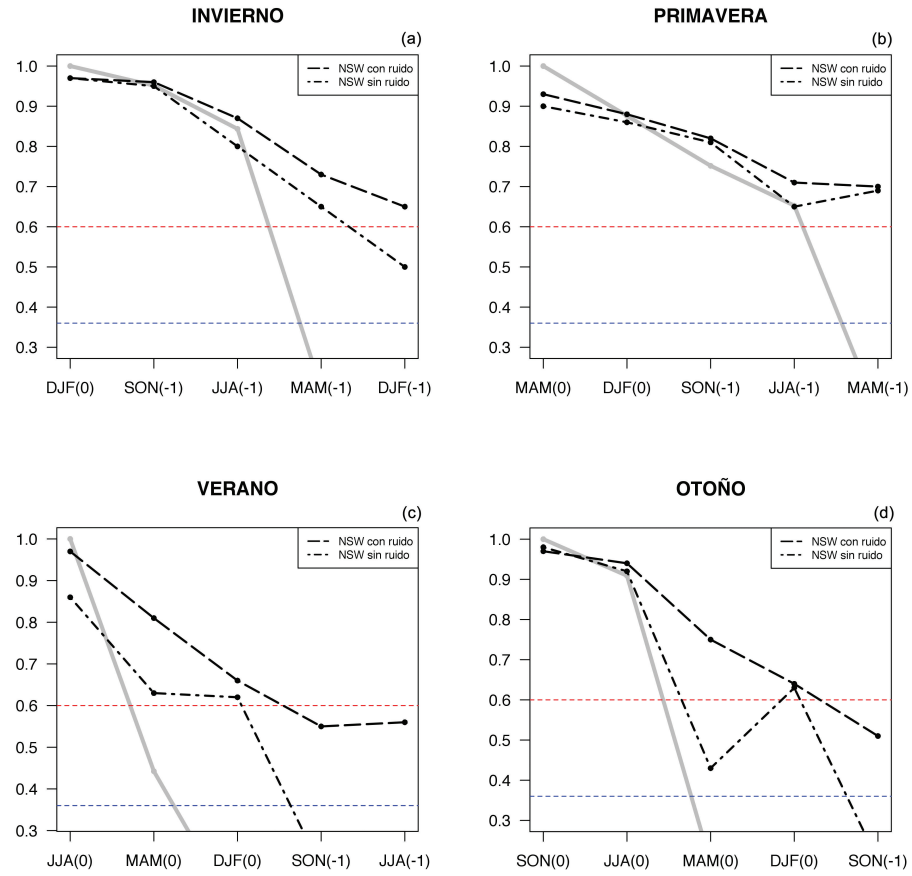 INVIERNO
(a)
NSW con ruido
NSW sin ruido
1.0
0.9
0.8
0.7
0.6
0.5
0.4
0.3
DJF(0) SON(-1) JJA(-1) MAM(-1) DJF(-1)
PRIMAVERA
(b)
NSW con ruido
NSW sin ruido
1.0
0.9
0.8
0.7
0.6
0.5
0.4
0.3
MAM(0) DJF(0) SON(-1) JJA(-1) MAM(-1)
VERANO
(c)
NSW con ruido
NSW sin ruido
1.0
0.9
0.8
0.7
0.6
0.5
0.4
0.3
JJA(0) MAM(0) DJF(0) SON(-1) JJA(-1)
OTOÑO
(d)
NSW con ruido
NSW sin ruido
1.0
0.9
0.8
0.7
0.6
0.5
0.4
0.3
SON(0) JJA(0) MAM(0) DJF(0) SON(-1)